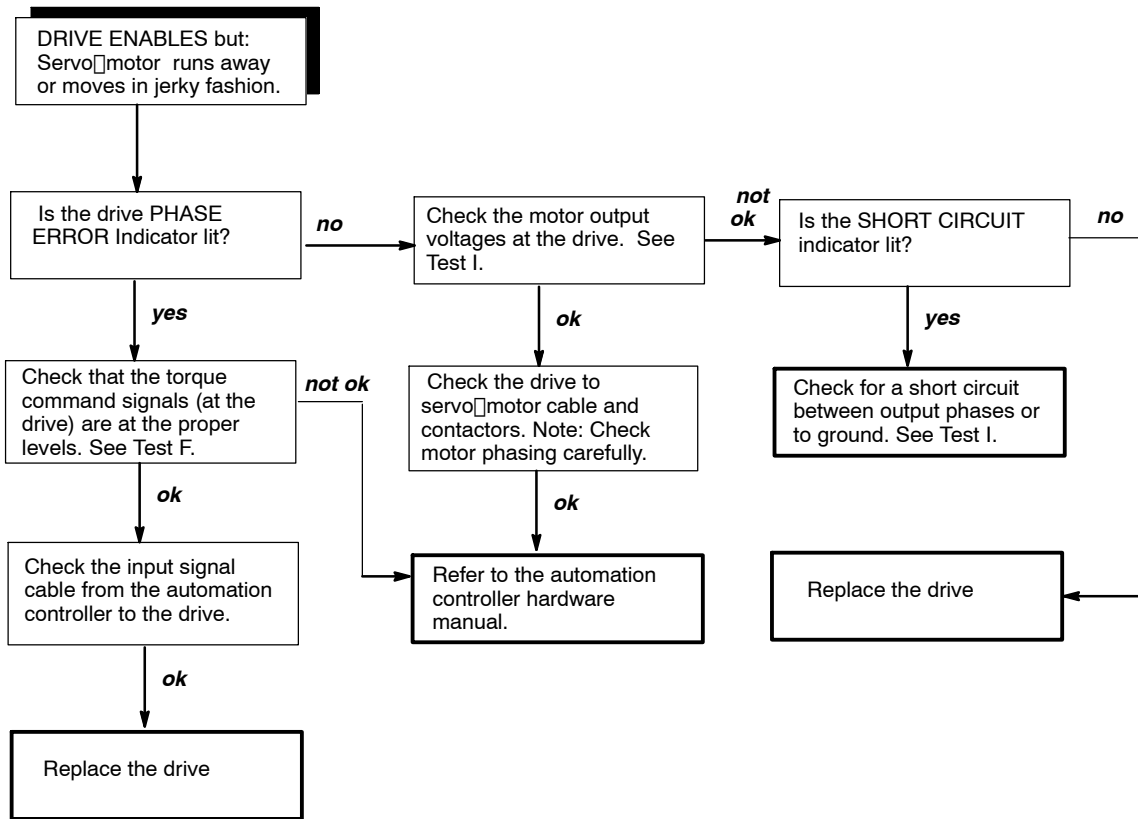 DRIVE ENABLES but:
Servo▯motor runs away
or moves in jerky fashion.
Is the drive PHASE
ERROR Indicator lit?
no
Check the motor output
voltages at the drive. See
Test I.
not
ok
Is the SHORT CIRCUIT
indicator lit?
no
yes
ok
yes
Check that the torque
command signals (at the
drive) are at the proper
levels. See Test F.
not ok
Check the drive to
servo▯motor cable and
contactors. Note: Check
motor phasing carefully.
Check for a short circuit
between output phases or
to ground. See Test I.
ok
ok
Check the input signal
cable from the automation
controller to the drive.
Refer to the automation
controller hardware
manual.
Replace the drive
ok
Replace the drive